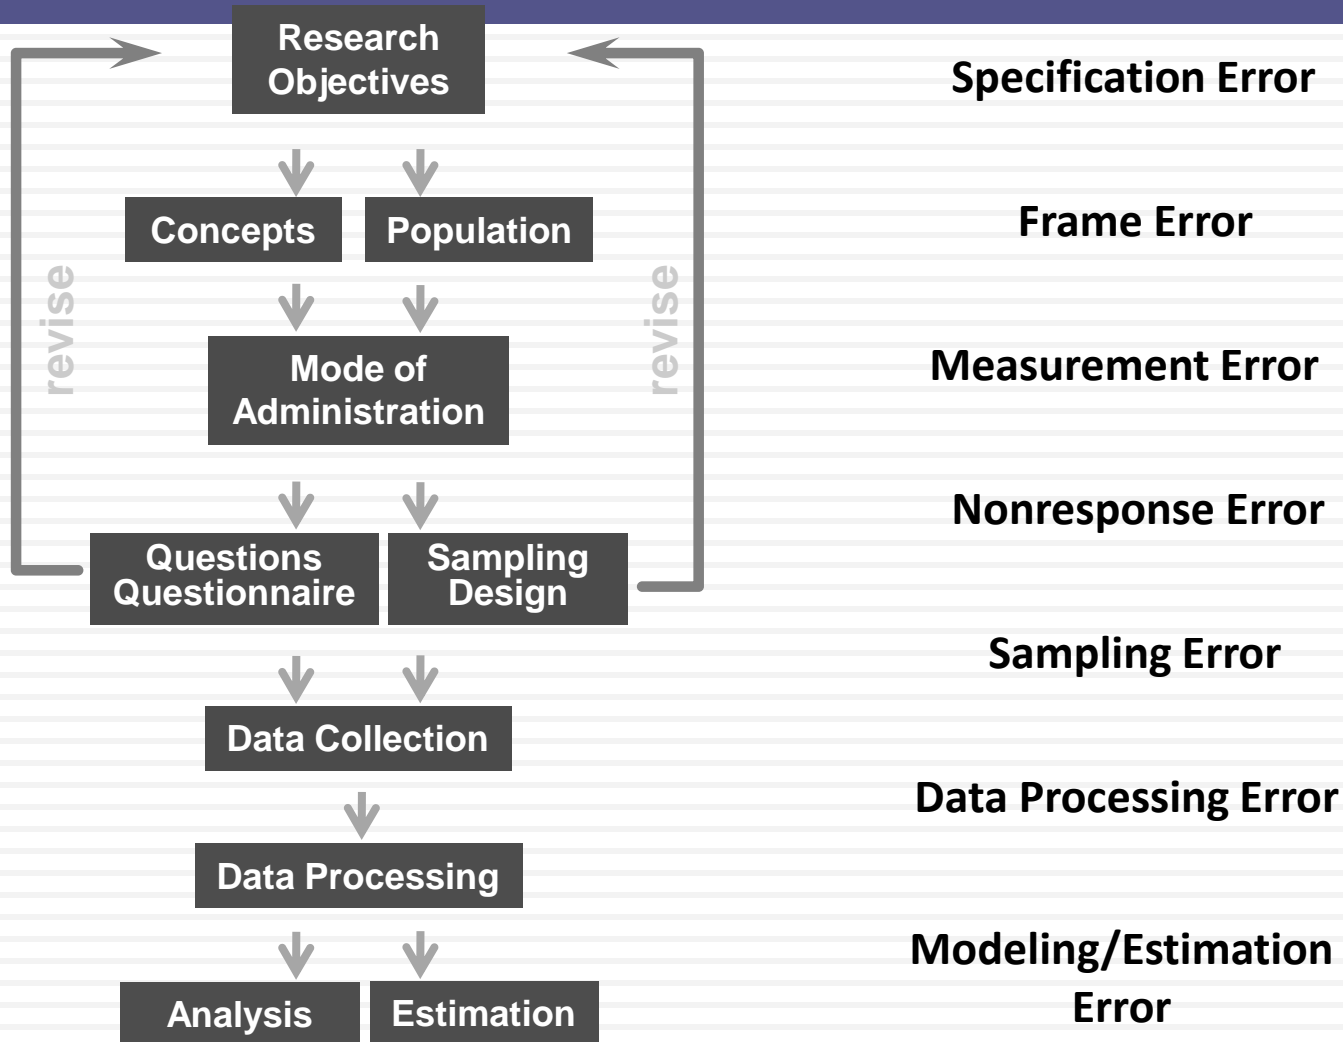 Research
Objectives
Specification Error
Concepts
Population
Frame Error
revise
revise
Mode of
Administration
Measurement Error
Nonresponse Error
Questions
Questionnaire
Sampling
Design
Sampling Error
Data Collection
Data Processing Error
Data Processing
Modeling/Estimation
Error
Analysis
Estimation